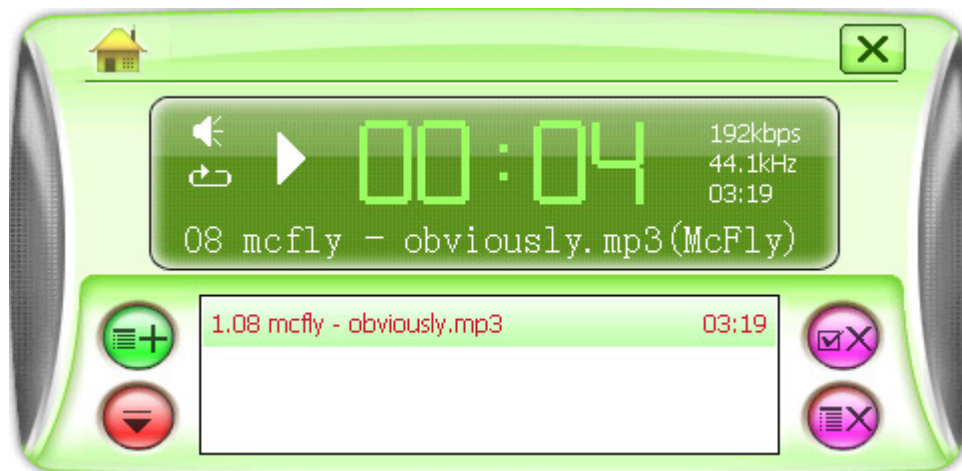 00:04
192kbps
44.1kHz
03:19
08 mcfly - obviously.mp3(McFly)
1.08 mcfly - obviously.mp3 03:19